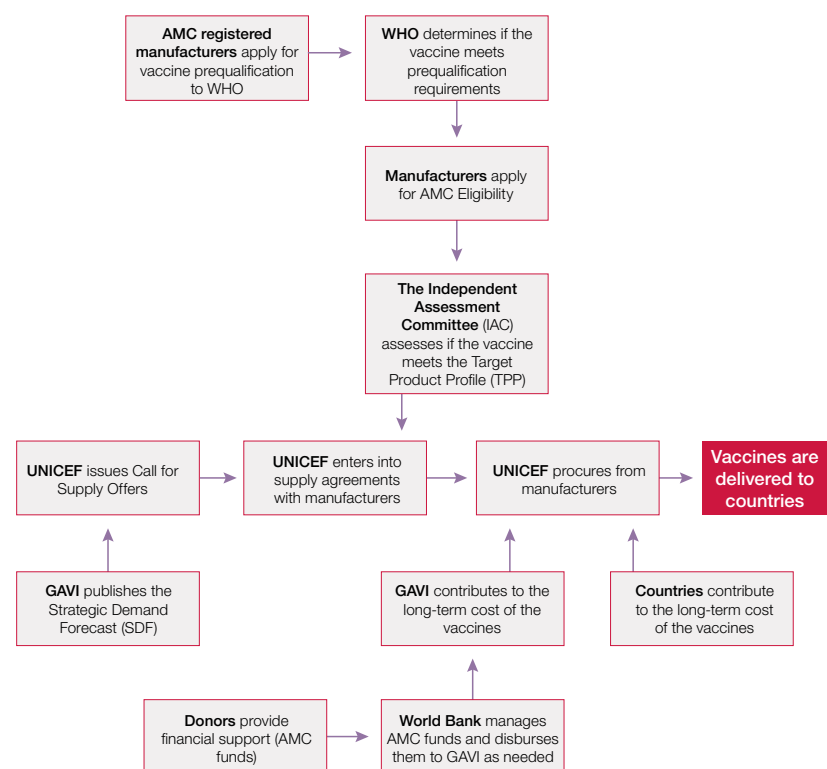 AMC registered
manufacturers apply for
vaccine prequalification
to WHO
WHO determines if the
vaccine meets
prequalification
requirements
Manufacturers apply
for AMC Eligibility
The Independent
Assessment
Committee (IAC)
assesses if the vaccine
meets the Target
Product Profile (TPP)
UNICEF issues Call for
Supply Offers
UNICEF enters into
supply agreements
with manufacturers
UNICEF procures from
manufacturers
Vaccines are
delivered to
countries
GAVI publishes the
Strategic Demand
Forecast (SDF)
GAVI contributes to the
long-term cost of the
vaccines
Countries contribute
to the long-term cost
of the vaccines
Donors provide
financial support (AMC
funds)
World Bank manages
AMC funds and disburses
them to GAVI as needed